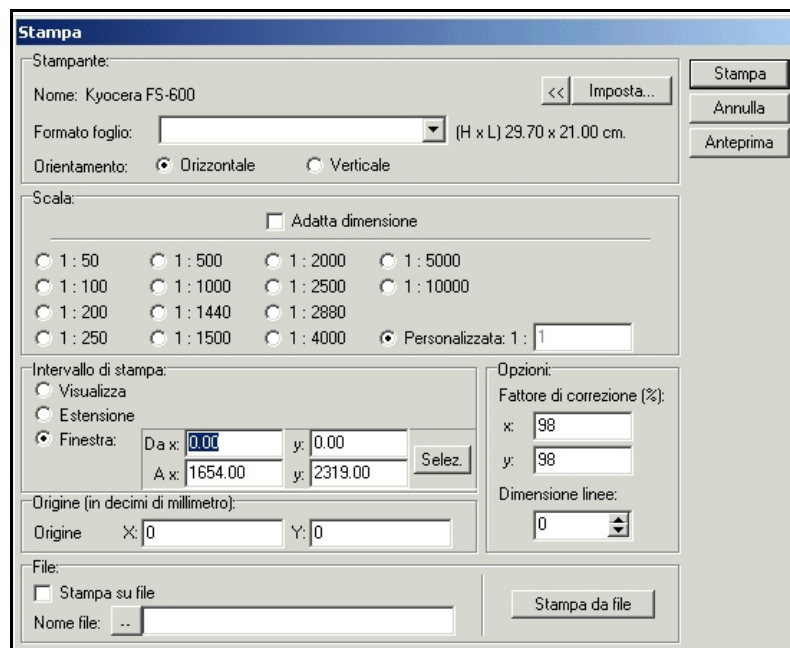 Stampa
Stampante:
Nome: Kyocera FS-600
<< Imposta...
Formato foglio:
(H x L) 29.70 x 21.00 cm.
Orientamento: Orizzontale Verticale
Stampa
Annulla
Anteprima
Scala:
Adatta dimensione
1 : 50 1 : 500 1 : 2000 1 : 5000
1 : 100 1 : 1000 1 : 2500 1 : 10000
1 : 200 1 : 1440 1 : 2880
1 : 250 1 : 1500 1 : 4000 Personalizzata: 1 : 1
Intervallo di stampa:
Visualizza
Estensione
Finestra: Da x: 0.00 y: 0.00
A x: 1654.00 y: 2319.00
Selez.
Opzioni:
Fattore di correzione (%):
x: 98
y: 98
Dimensione linee:
0
Origine (in decimi di millimetro):
Origine X: 0 Y: 0
File:
Stampa su file
Nome file: ..
Stampa da file